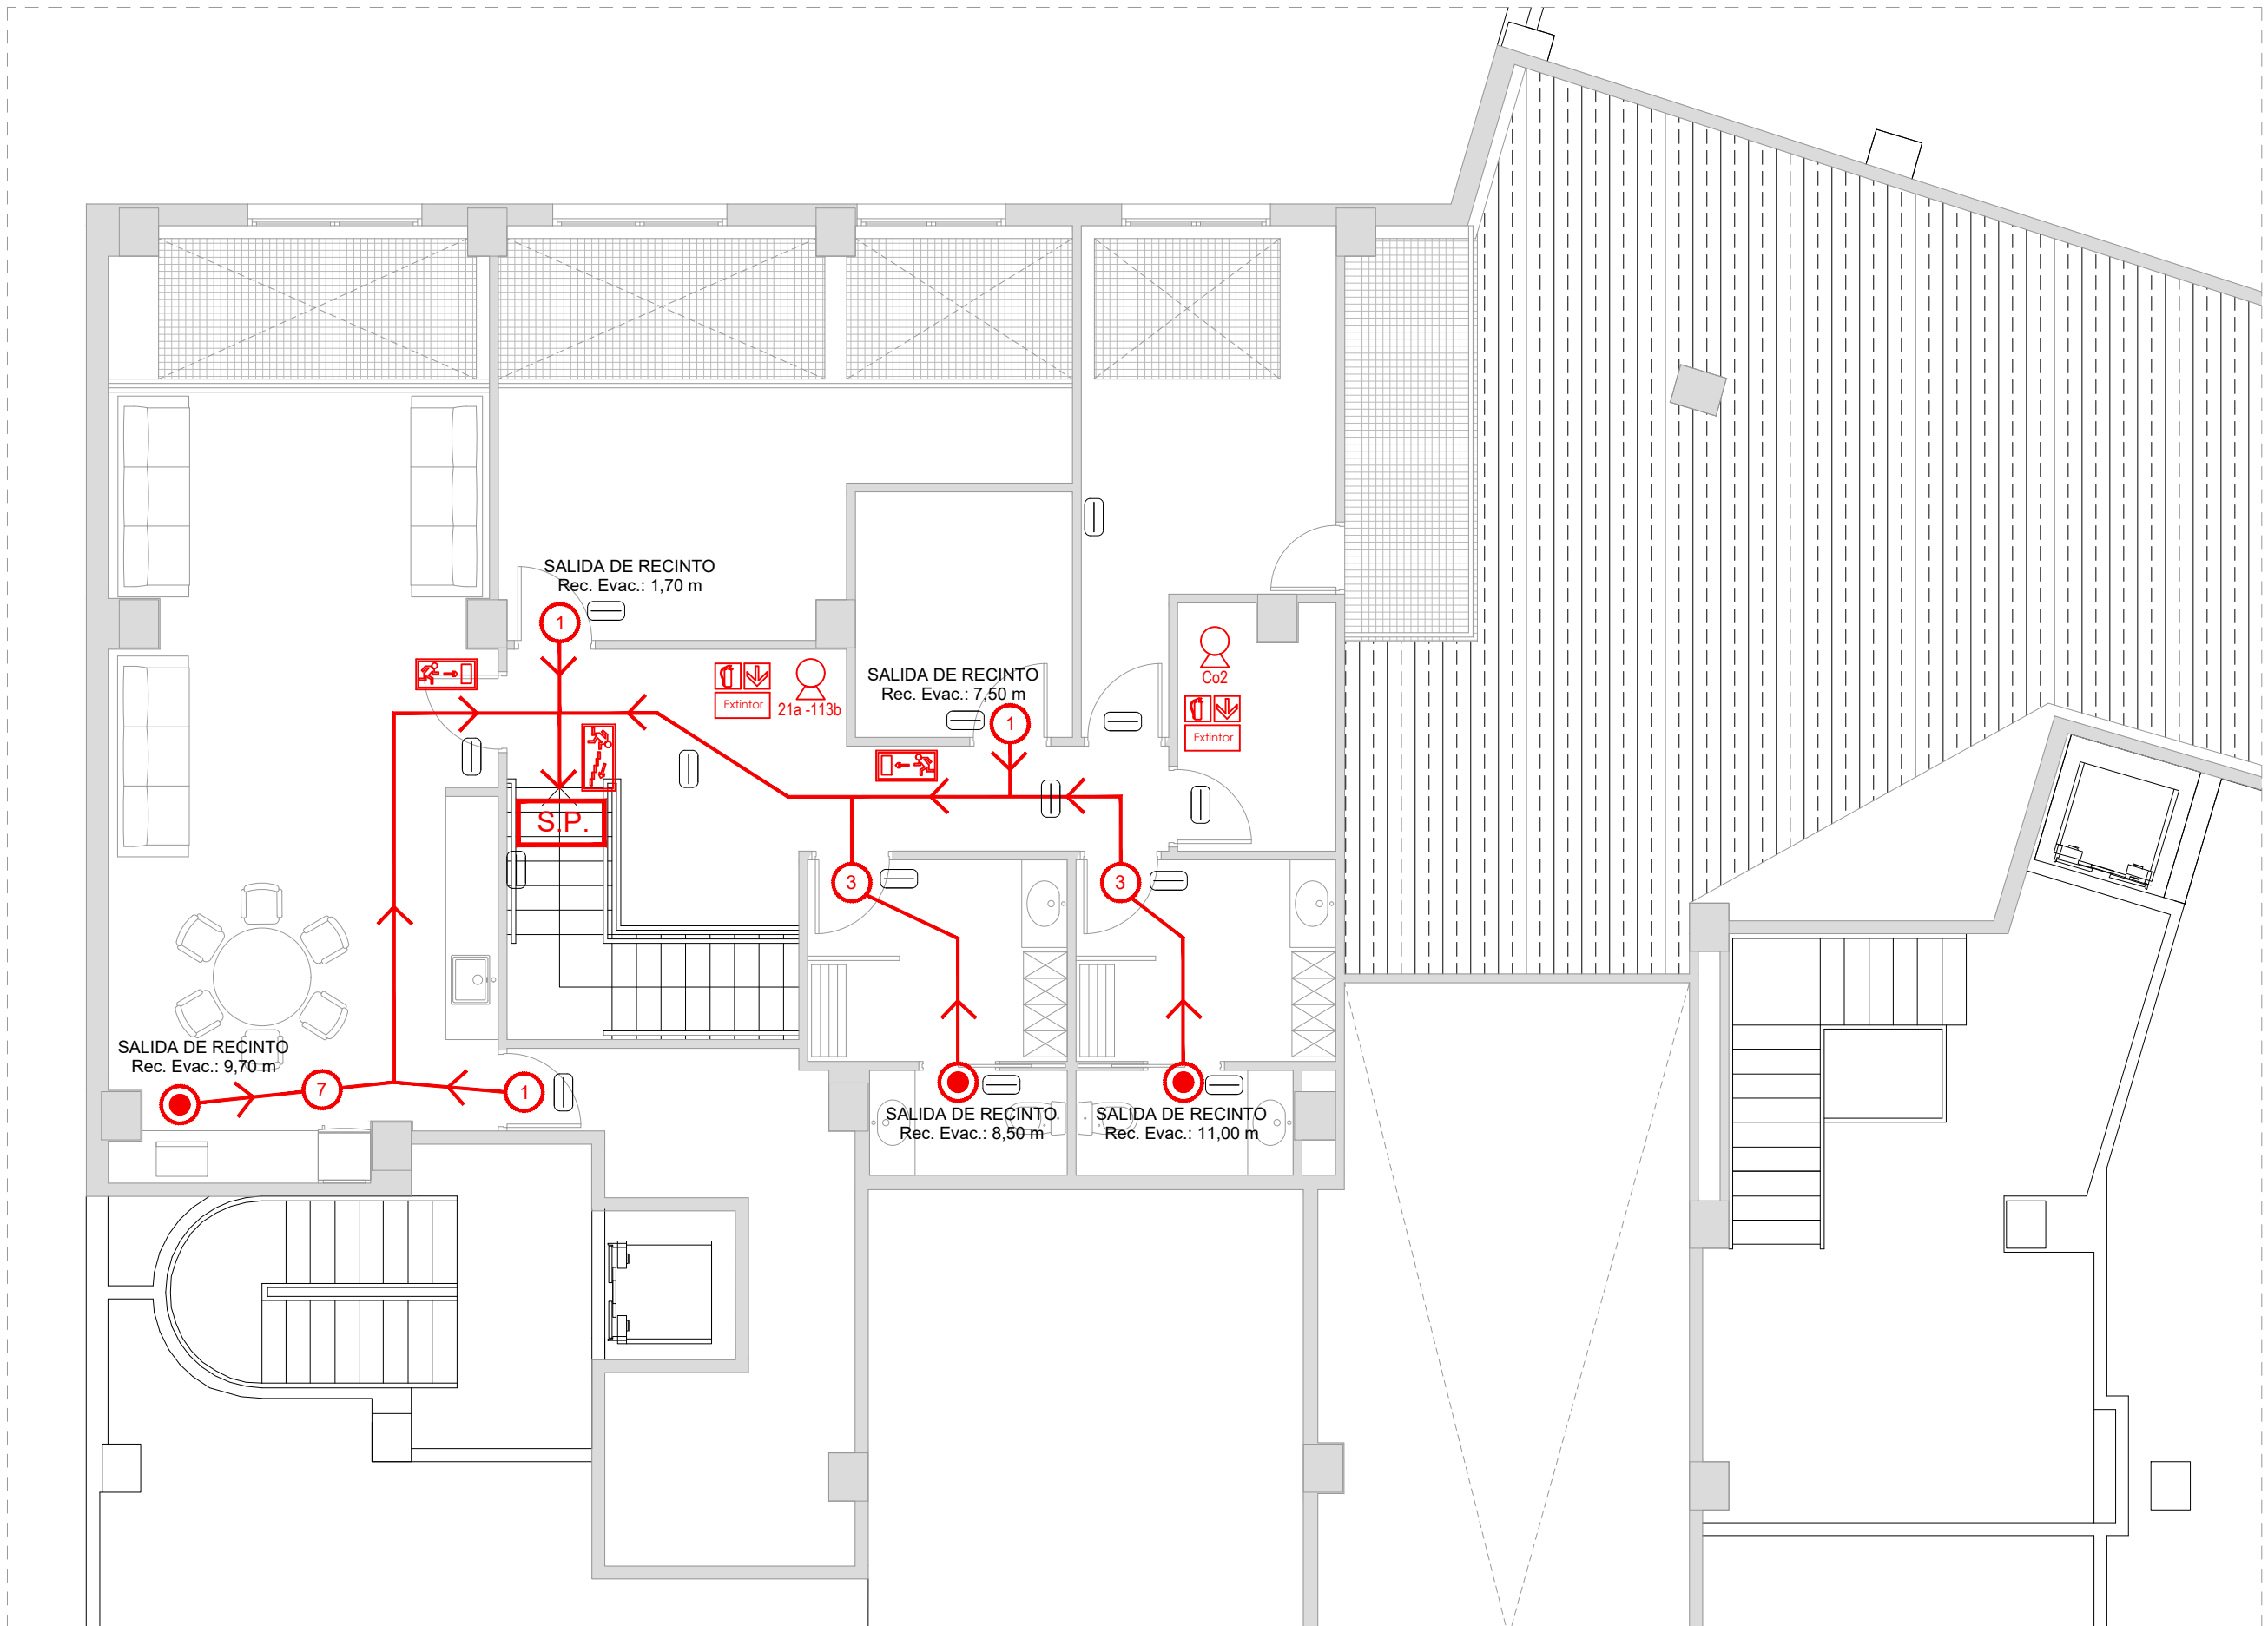 SALIDA DE RECINTO
Rec. Evac.: 1,70 m
1
Extintor
21a -113b
SALIDA DE RECINTO
Rec. Evac.: 7,50 m
1
Co2
Extintor
S.P.
3
3
SALIDA DE RECINTO
Rec. Evac.: 9,70 m
7
1
SALIDA DE RECINTO
Rec. Evac.: 8,50 m
SALIDA DE RECINTO
Rec. Evac.: 11,00 m